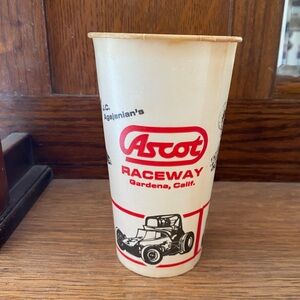 J.C.
Agajanian's
Ascot
RACEWAY
Gardena, Calif.